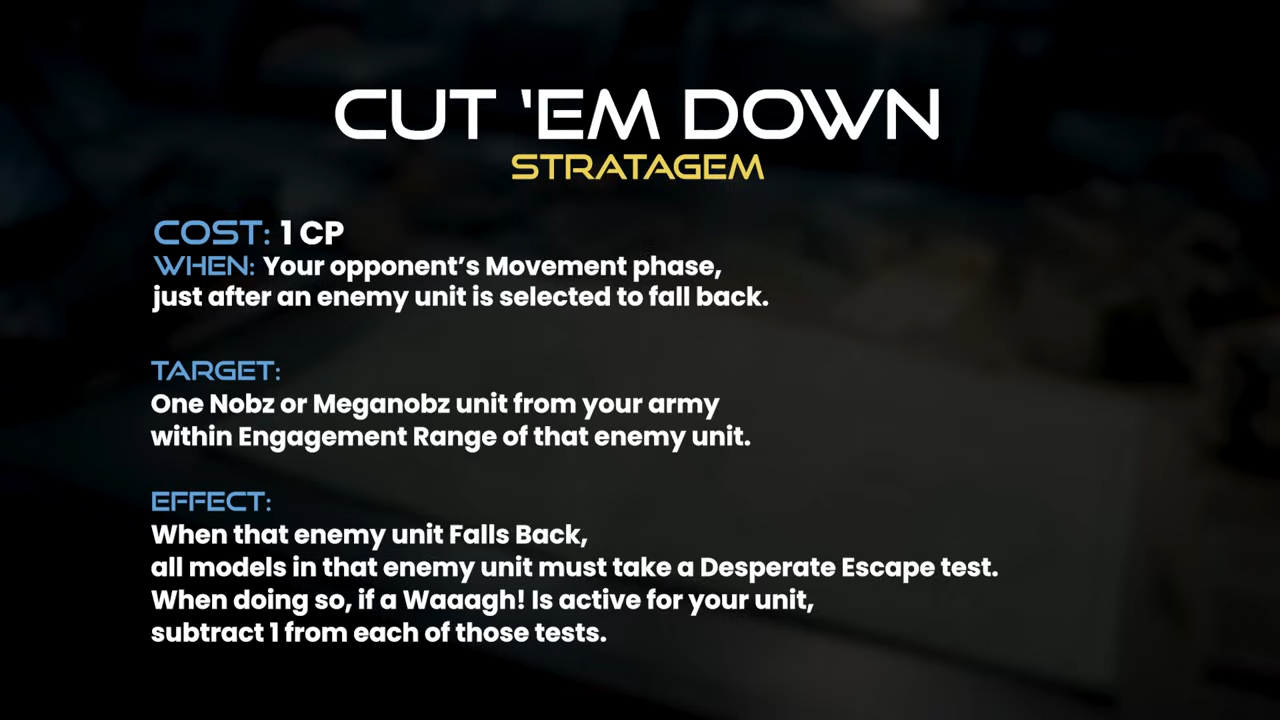 CUT 'EM DOWN
STRATAGEM
COST: 1 CP
WHEN: Your opponent's Movement phase,
just after an enemy unit is selected to fall back.
TARGET:
One Nobz or Meganobz unit from your army
within Engagement Range of that enemy unit.
EFFECT:
When that enemy unit Falls Back,
all models in that enemy unit must take a Desperate Escape test.
When doing so, if a Waaagh! Is active for your unit,
subtract 1 from each of those tests.